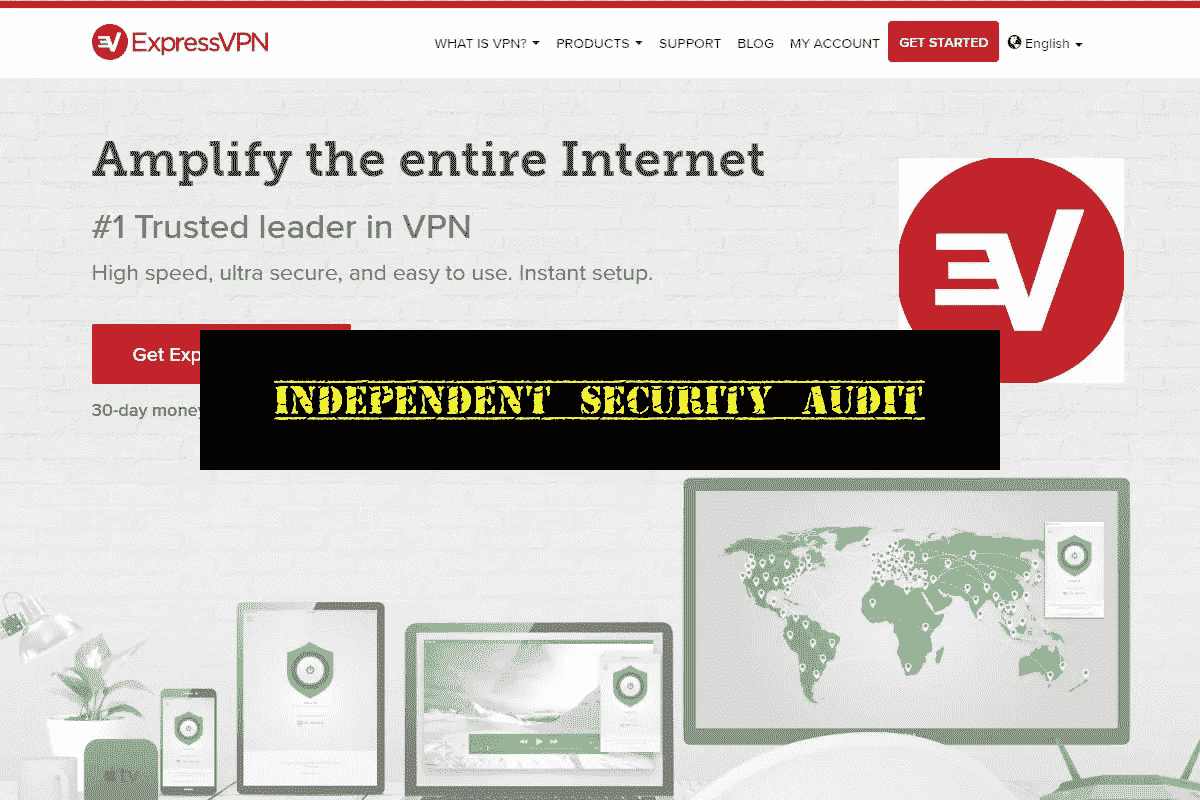 ExpressVPN
WHAT IS VPN? PRODUCTS SUPPORT BLOG MY ACCOUNT GET STARTED English
Amplify the entire Internet
#1 Trusted leader in VPN
High speed, ultra secure, and easy to use. Instant setup.
EV
Get Exp
30-day money
INDEPENDENT SECURITY AUDIT
tv